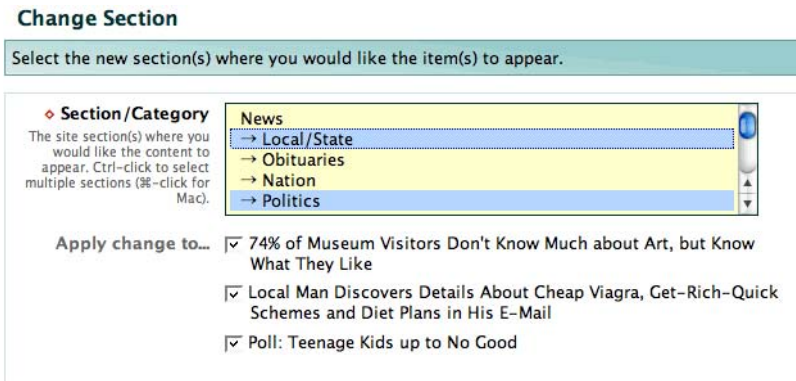 Change Section
Select the new section(s) where you would like the item(s) to appear.
Section/Category
The site section(s) where you
would like the content to
appear. Ctrl-click to select
multiple sections (⌘-click for
Mac).
News
→ Local/State
→ Obituaries
→ Nation
→ Politics
Apply change to...
74% of Museum Visitors Don't Know Much about Art, but Know
What They Like
Local Man Discovers Details About Cheap Viagra, Get-Rich-Quick
Schemes and Diet Plans in His E-Mail
Poll: Teenage Kids up to No Good